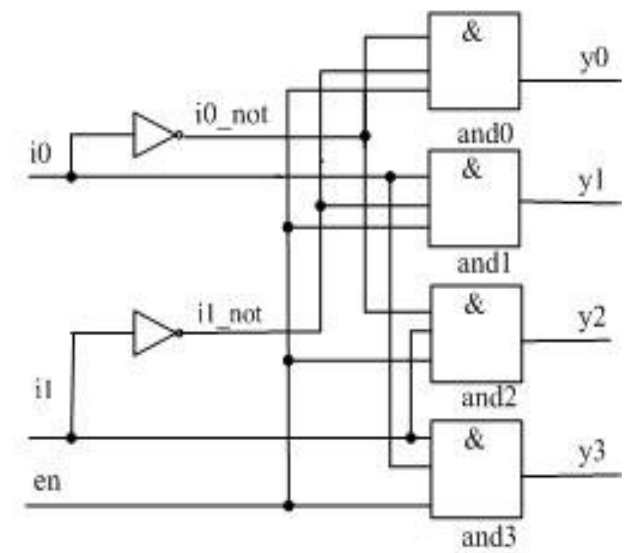 &
y0
i0_not
and0
i0
&
y1
and1
i1_not
&
y2
i1
and2
&
y3
en
and3